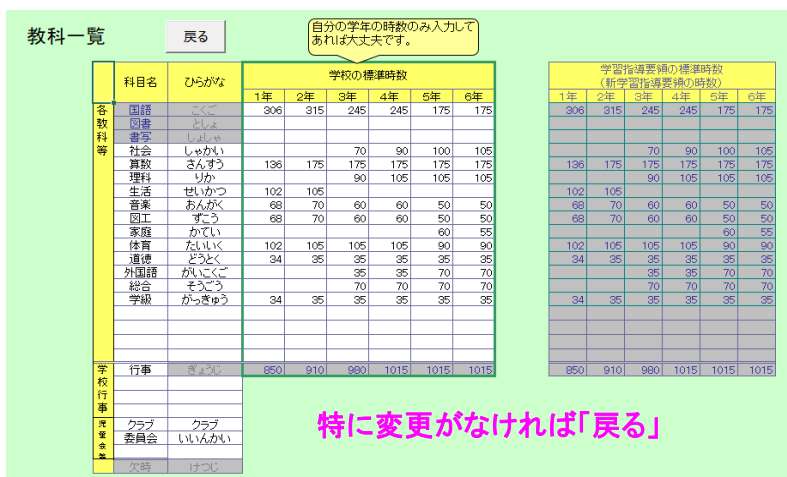 教科一覧
戻る
自分の学年の時数のみ入力して
あれば大丈夫です。
科目名 ひらがな 学校の標準時数
1年 2年 3年 4年 5年 6年
学習指導要領の標準時数
(新学習指導要領の時数)
1年 2年 3年 4年 5年 6年
各教科等
国語 こくご 306 315 245 245 175 175 306 315 245 245 175 175
図書 としょ
書写 しょしゃ
社会 しゃかい 70 90 100 105 70 90 100 105
算数 さんすう 136 175 175 175 175 175 136 175 175 175 175 175
理科 りか 90 105 105 105 90 105 105 105
生活 せいかつ 102 105 102 105
音楽 おんがく 68 70 60 60 50 50 68 70 60 60 50 50
図工 ずこう 68 70 60 60 50 50 68 70 60 60 50 50
家庭 かてい 60 55 60 55
体育 たいいく 102 105 105 105 90 90 102 105 105 105 90 90
道徳 どうとく 34 35 35 35 35 35 34 35 35 35 35 35
外国語 がいこくご 35 35 70 70 35 35 70 70
総合 そうごう 70 70 70 70 70 70 70 70
学級 がっきゅう 34 35 35 35 35 35 34 35 35 35 35 35
学校行事
行事 ぎょうじ 850 910 980 1015 1015 1015 850 910 980 1015 1015 1015
児童会等
クラブ クラブ
委員会 いいんかい
欠時 けつじ
特に変更がなければ「戻る」